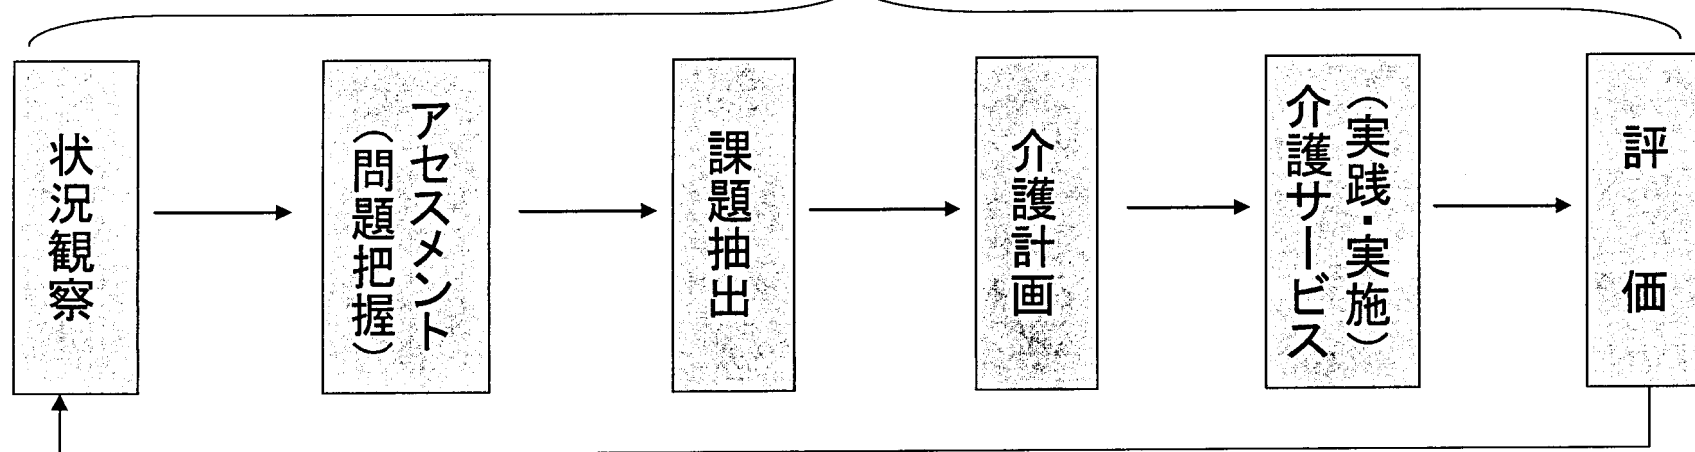 状況観察
アセスメント
（問題把握）
課題抽出
介護計画
（実践・実施）
介護サービス
評価